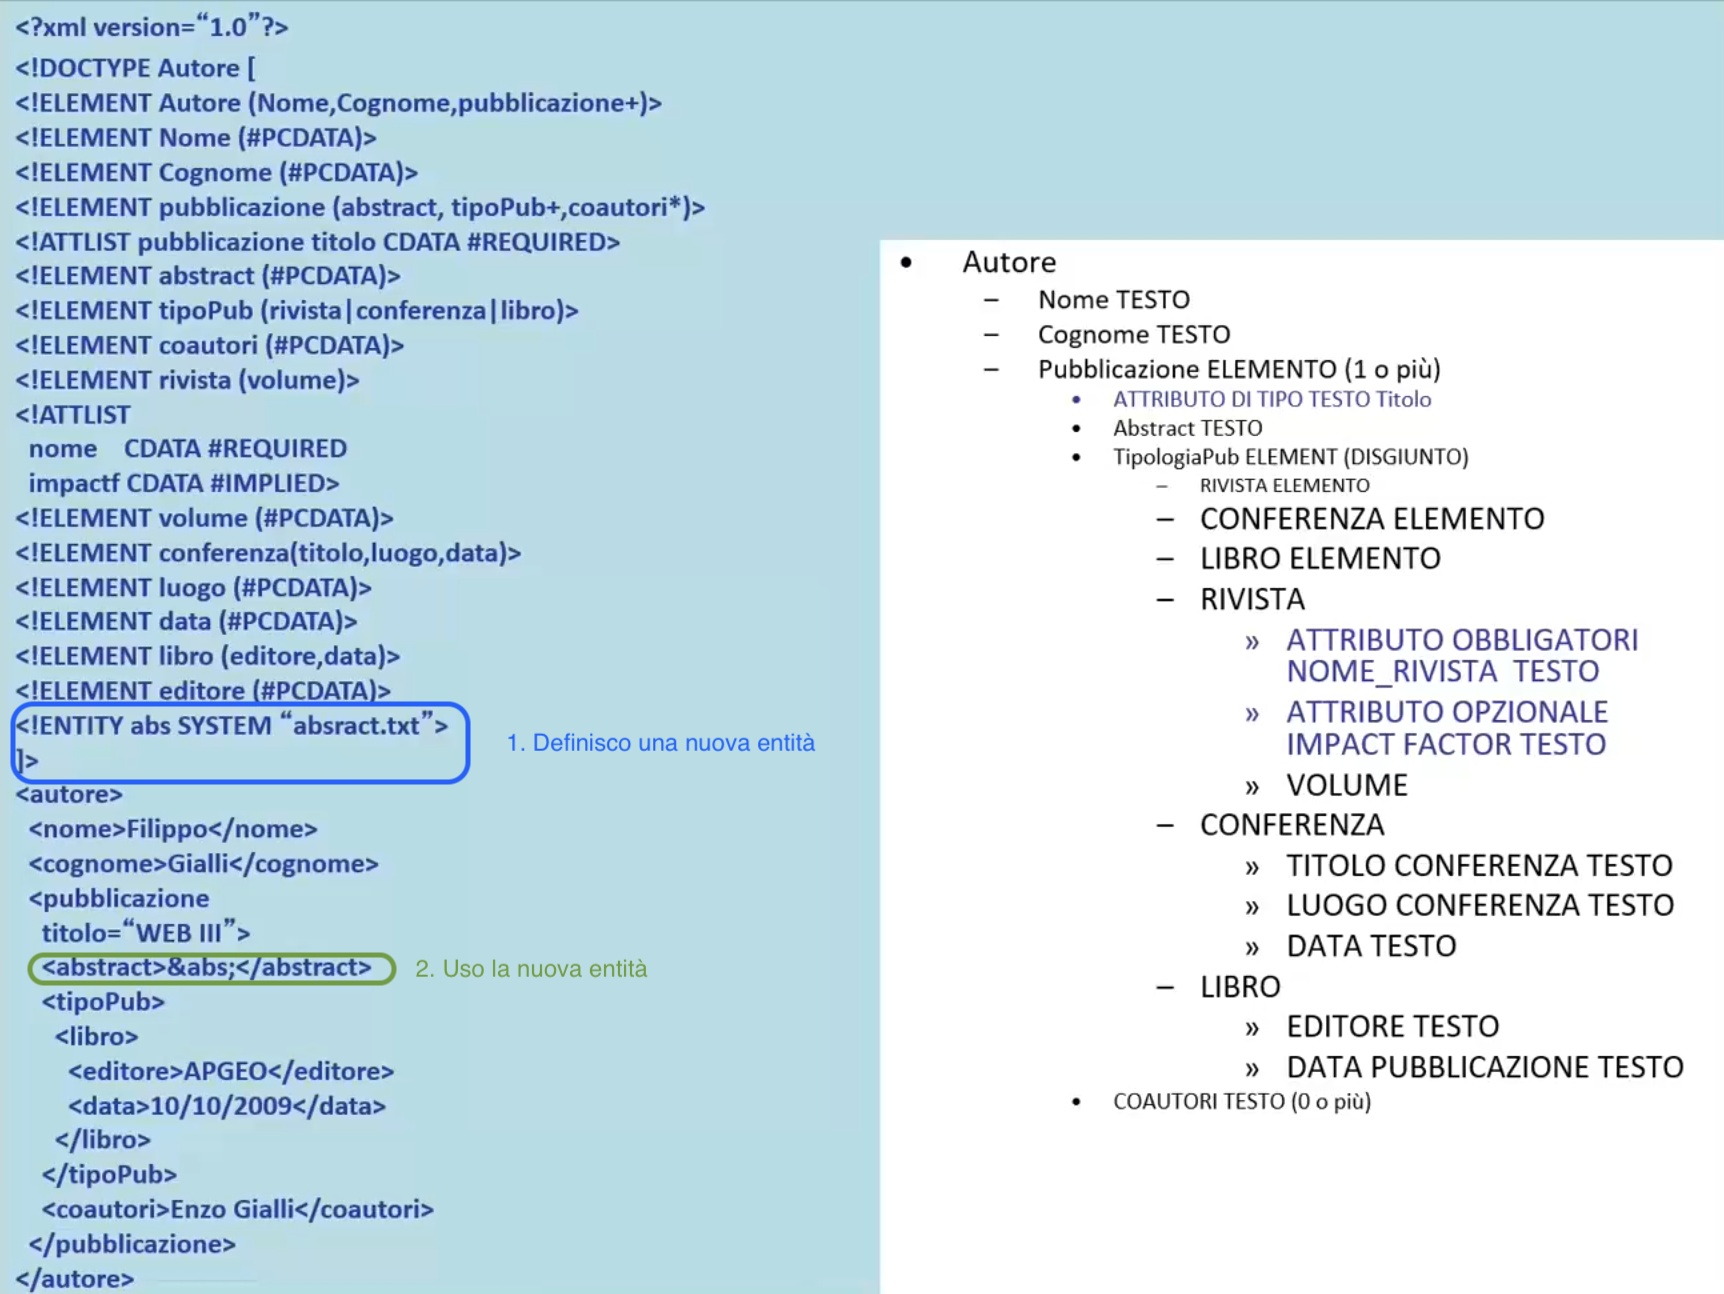 <?xml version=“1.0”?>
<!DOCTYPE Autore [
<!ELEMENT Autore (Nome,Cognome,pubblicazione+)>
<!ELEMENT Nome (#PCDATA)>
<!ELEMENT Cognome (#PCDATA)>
<!ELEMENT pubblicazione (abstract, tipoPub+,coautori*)>
<!ATTLIST pubblicazione titolo CDATA #REQUIRED>
<!ELEMENT abstract (#PCDATA)>
<!ELEMENT tipoPub (rivista|conferenza|libro)>
<!ELEMENT coautori (#PCDATA)>
<!ELEMENT rivista (volume)>
<!ATTLIST
nome CDATA #REQUIRED
impactf CDATA #IMPLIED>
<!ELEMENT volume (#PCDATA)>
<!ELEMENT conferenza(titolo,luogo,data)>
<!ELEMENT luogo (#PCDATA)>
<!ELEMENT data (#PCDATA)>
<!ELEMENT libro (editore,data)>
<!ELEMENT editore (#PCDATA)>
<!ENTITY abs SYSTEM “absract.txt”>
]>
1. Definisco una nuova entità
<autore>
<nome>Filippo</nome>
<cognome>Gialli</cognome>
<pubblicazione
titolo=“WEB III”>
<abstract>&abs;</abstract>
2. Uso la nuova entità
<tipoPub>
<libro>
<editore>APGEO</editore>
<data>10/10/2009</data>
</libro>
</tipoPub>
<coautori>Enzo Gialli</coautori>
</pubblicazione>
</autore>
• Autore
– Nome TESTO
– Cognome TESTO
– Pubblicazione ELEMENTO (1 o più)
• ATTRIBUTO DI TIPO TESTO Titolo
• Abstract TESTO
• TipologiaPub ELEMENT (DISGIUNTO)
– RIVISTA ELEMENTO
– CONFERENZA ELEMENTO
– LIBRO ELEMENTO
– RIVISTA
» ATTRIBUTO OBBLIGATORI
NOME_RIVISTA TESTO
» ATTRIBUTO OPZIONALE
IMPACT FACTOR TESTO
» VOLUME
– CONFERENZA
» TITOLO CONFERENZA TESTO
» LUOGO CONFERENZA TESTO
» DATA TESTO
– LIBRO
» EDITORE TESTO
» DATA PUBBLICAZIONE TESTO
• COAUTORI TESTO (0 o più)